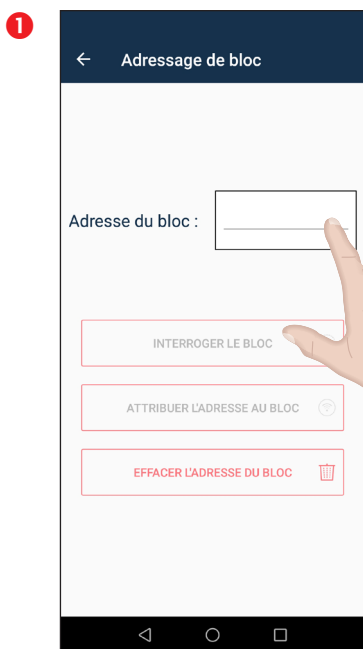 1
Adressage de bloc
Adresse du bloc :
INTERROGER LE BLOC
ATTRIBUER L'ADRESSE AU BLOC
EFFACER L'ADRESSE DU BLOC